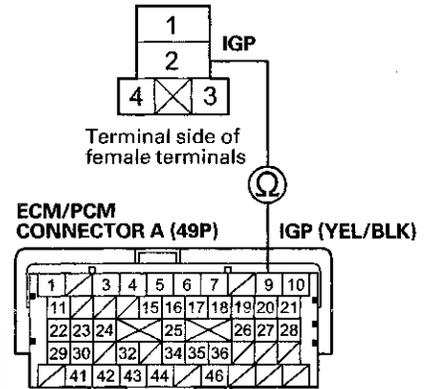 1
IGP
2
4 3
Terminal side of
female terminals
Ω
ECM/PCM
CONNECTOR A (49P)
IGP (YEL/BLK)
1 3 4 5 6 7 9 10
11 15 16 17 18 19 20 21
22 23 24 25 26 27 28
29 30 32 34 35 36
41 42 43 44 46